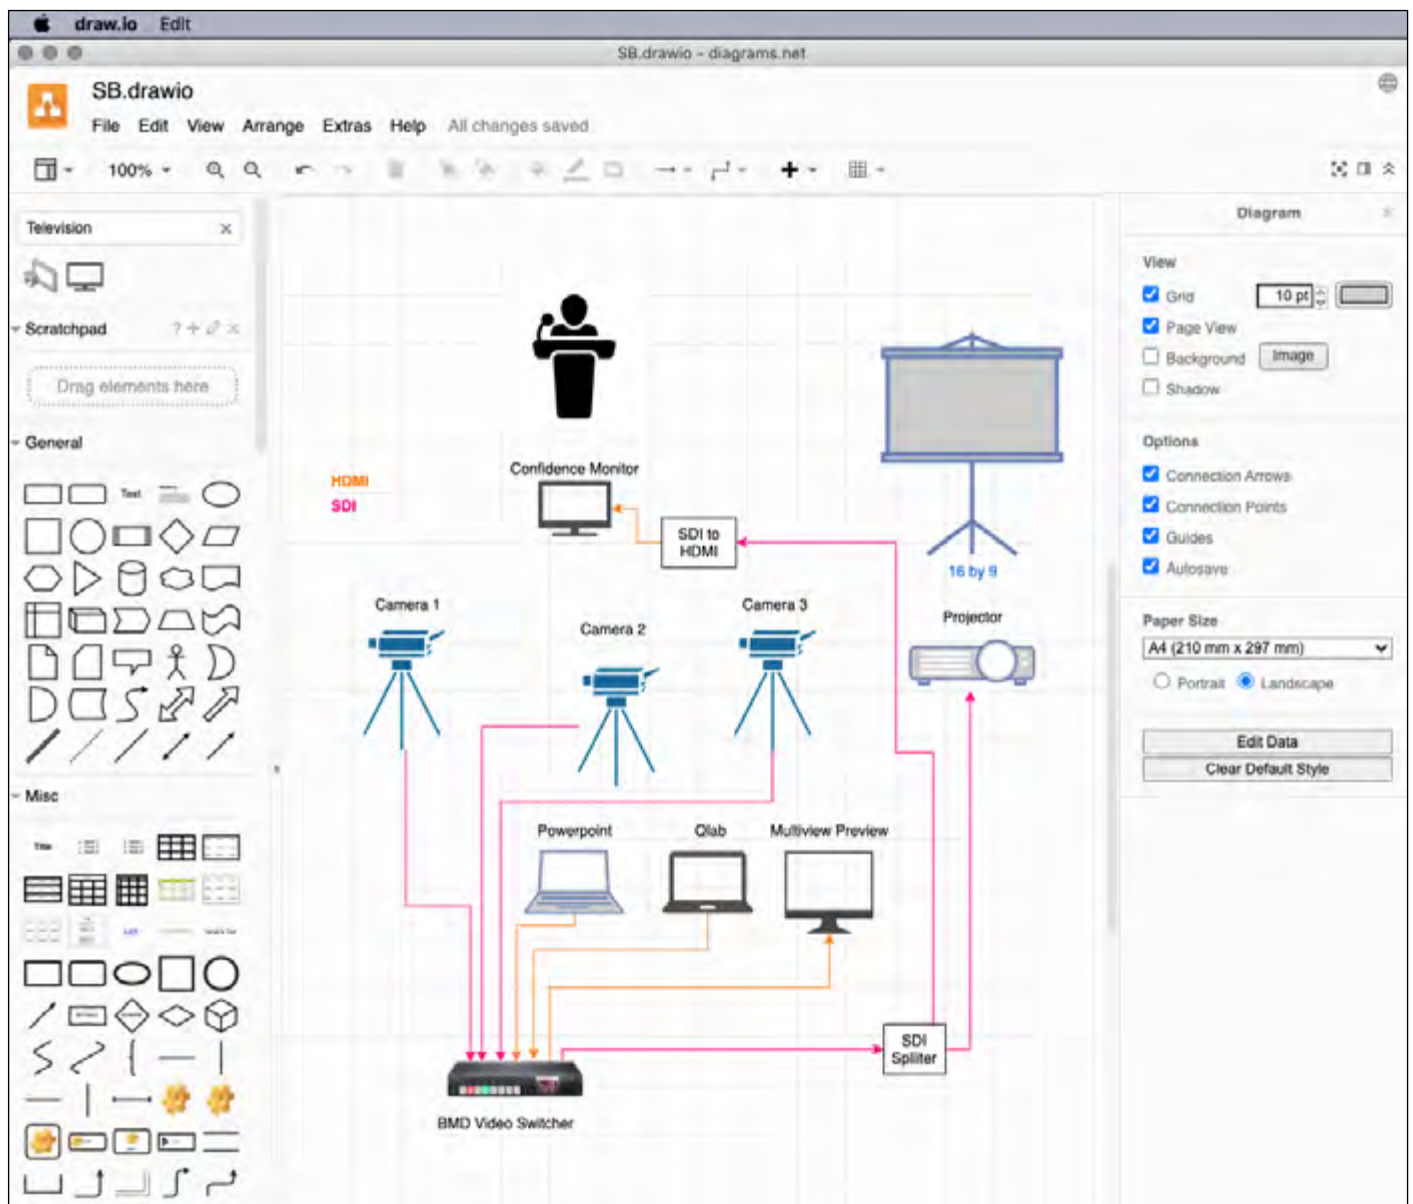 draw.io Edit
SB.drawio – diagrams.net
SB.drawio
File Edit View Arrange Extras Help All changes saved
100%
Television
Scratchpad
Drag elements here
General
Text
Misc
Title
List
HDMI
SDI
Confidence Monitor
SDI to
HDMI
16 by 9
Camera 1
Camera 2
Camera 3
Projector
Powerpoint Qlab Multiview Preview
SDI
Spliter
BMD Video Switcher
Diagram
View
Grid 10 pt
Page View
Background Image
Shadow
Options
Connection Arrows
Connection Points
Guides
Autosave
Paper Size
A4 (210 mm x 297 mm)
Portrait Landscape
Edit Data
Clear Default Style